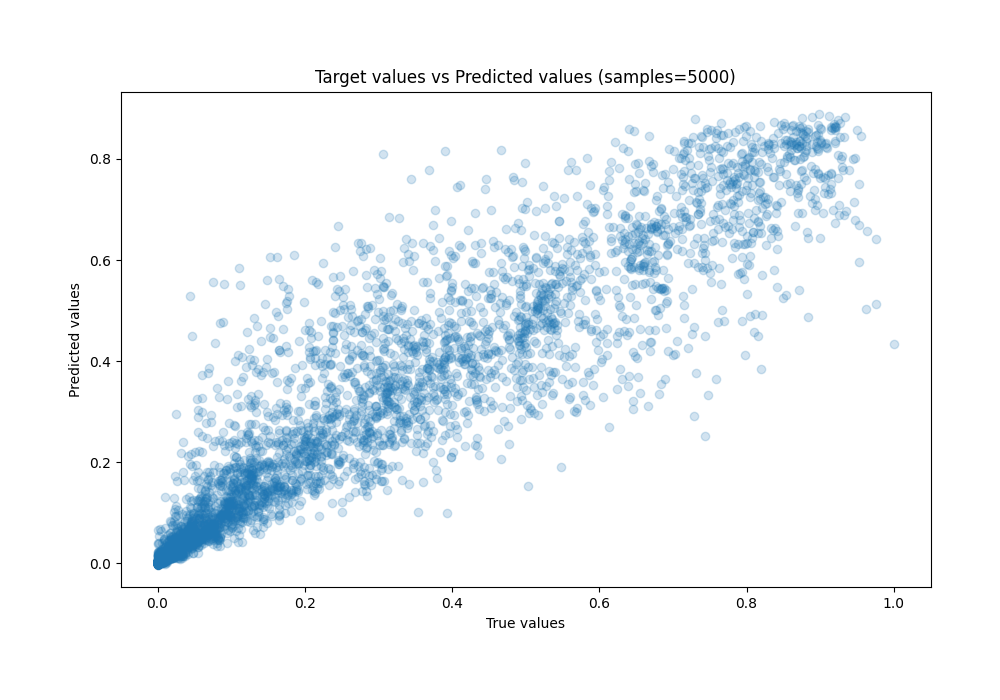 Target values vs Predicted values (samples=5000)
Predicted values
0.8
0.6
0.4
0.2
0.0
0.0 0.2 0.4 0.6 0.8 1.0
True values